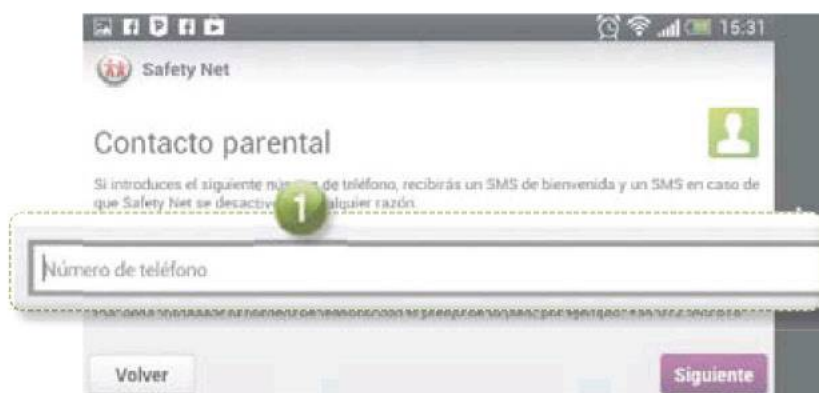 15:31
Safety Net
Contacto parental
Si introduces el siguiente número de teléfono, recibirás un SMS de bienvenida y un SMS en caso de
que Safety Net se desactive alquier razón.
1
Número de teléfono
Volver
Siguiente